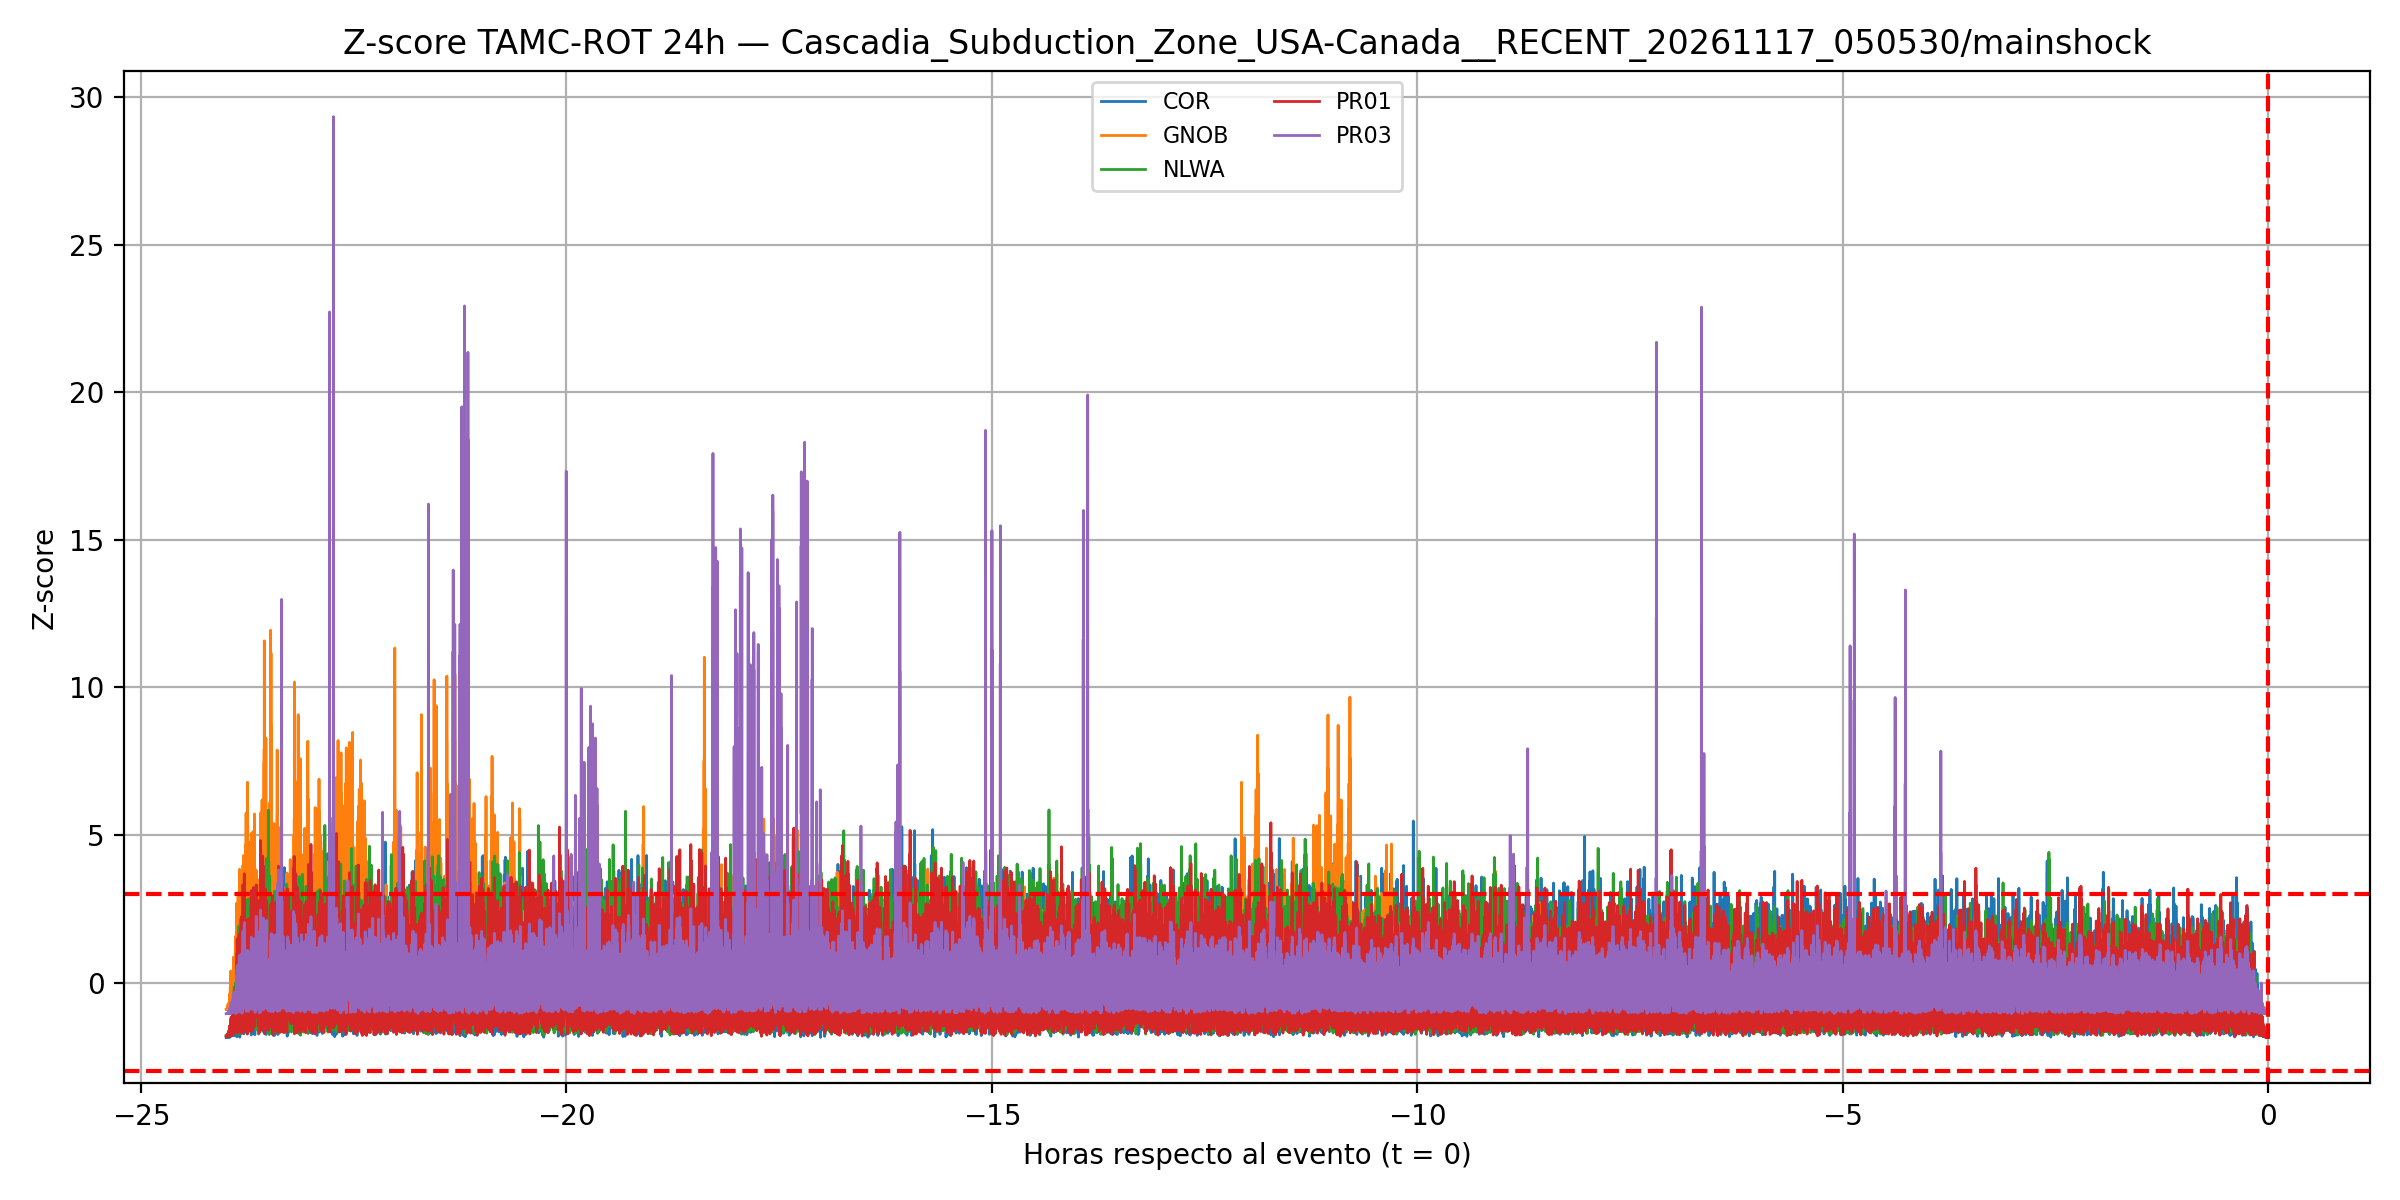 Z-score TAMC-ROT 24h — Cascadia_Subduction_Zone_USA-Canada__RECENT_20261117_050530/mainshock
COR
GNOB
NLWA
PR01
PR03
30
25
20
15
10
5
0
Z-score
−25
−20
−15
−10
−5
0
Horas respecto al evento (t = 0)